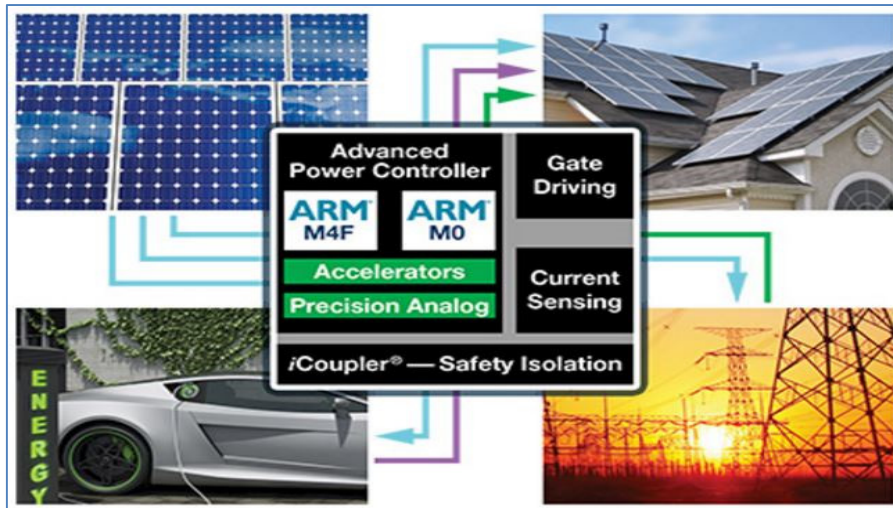 Advanced
Power Controller
ARM
M4F
ARM
M0
Accelerators
Precision Analog
Gate
Driving
Current
Sensing
iCoupler® — Safety Isolation
ENERGY